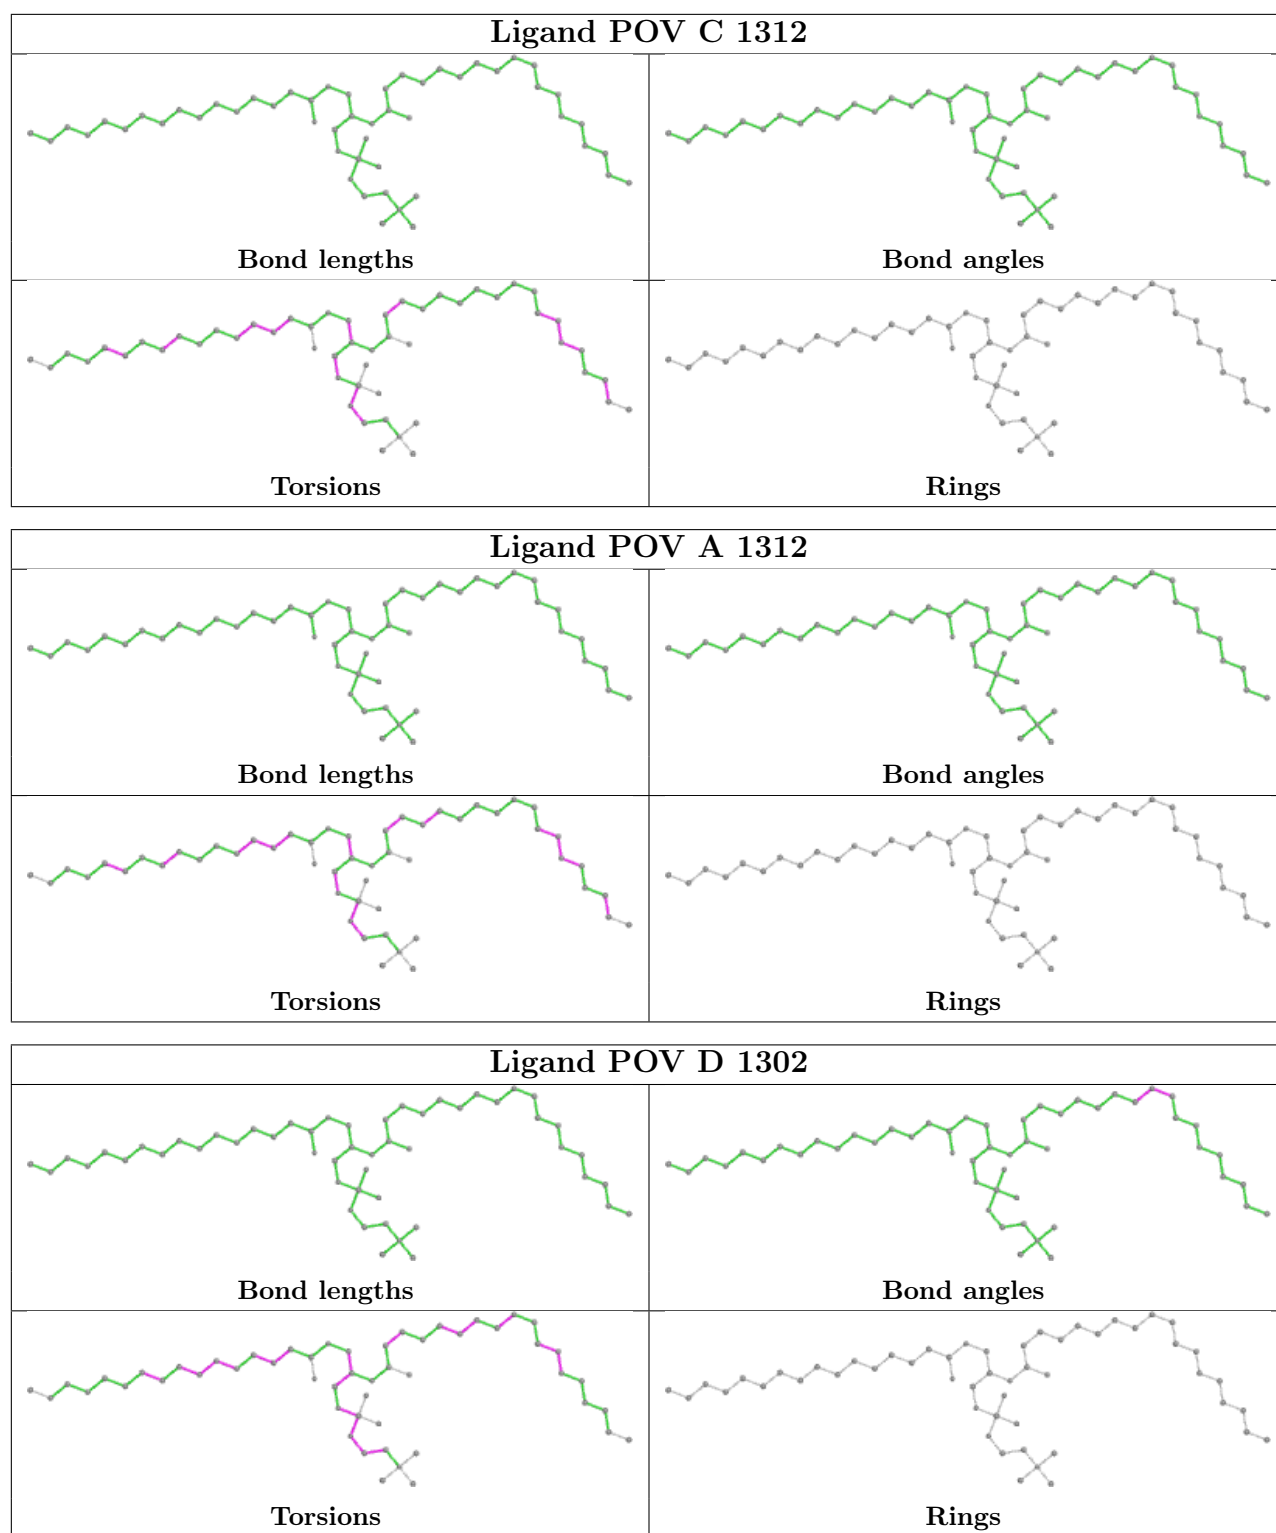 Ligand POV C 1312
Bond lengths
Bond angles
Torsions
Rings
Ligand POV A 1312
Bond lengths
Bond angles
Torsions
Rings
Ligand POV D 1302
Bond lengths
Bond angles
Torsions
Rings